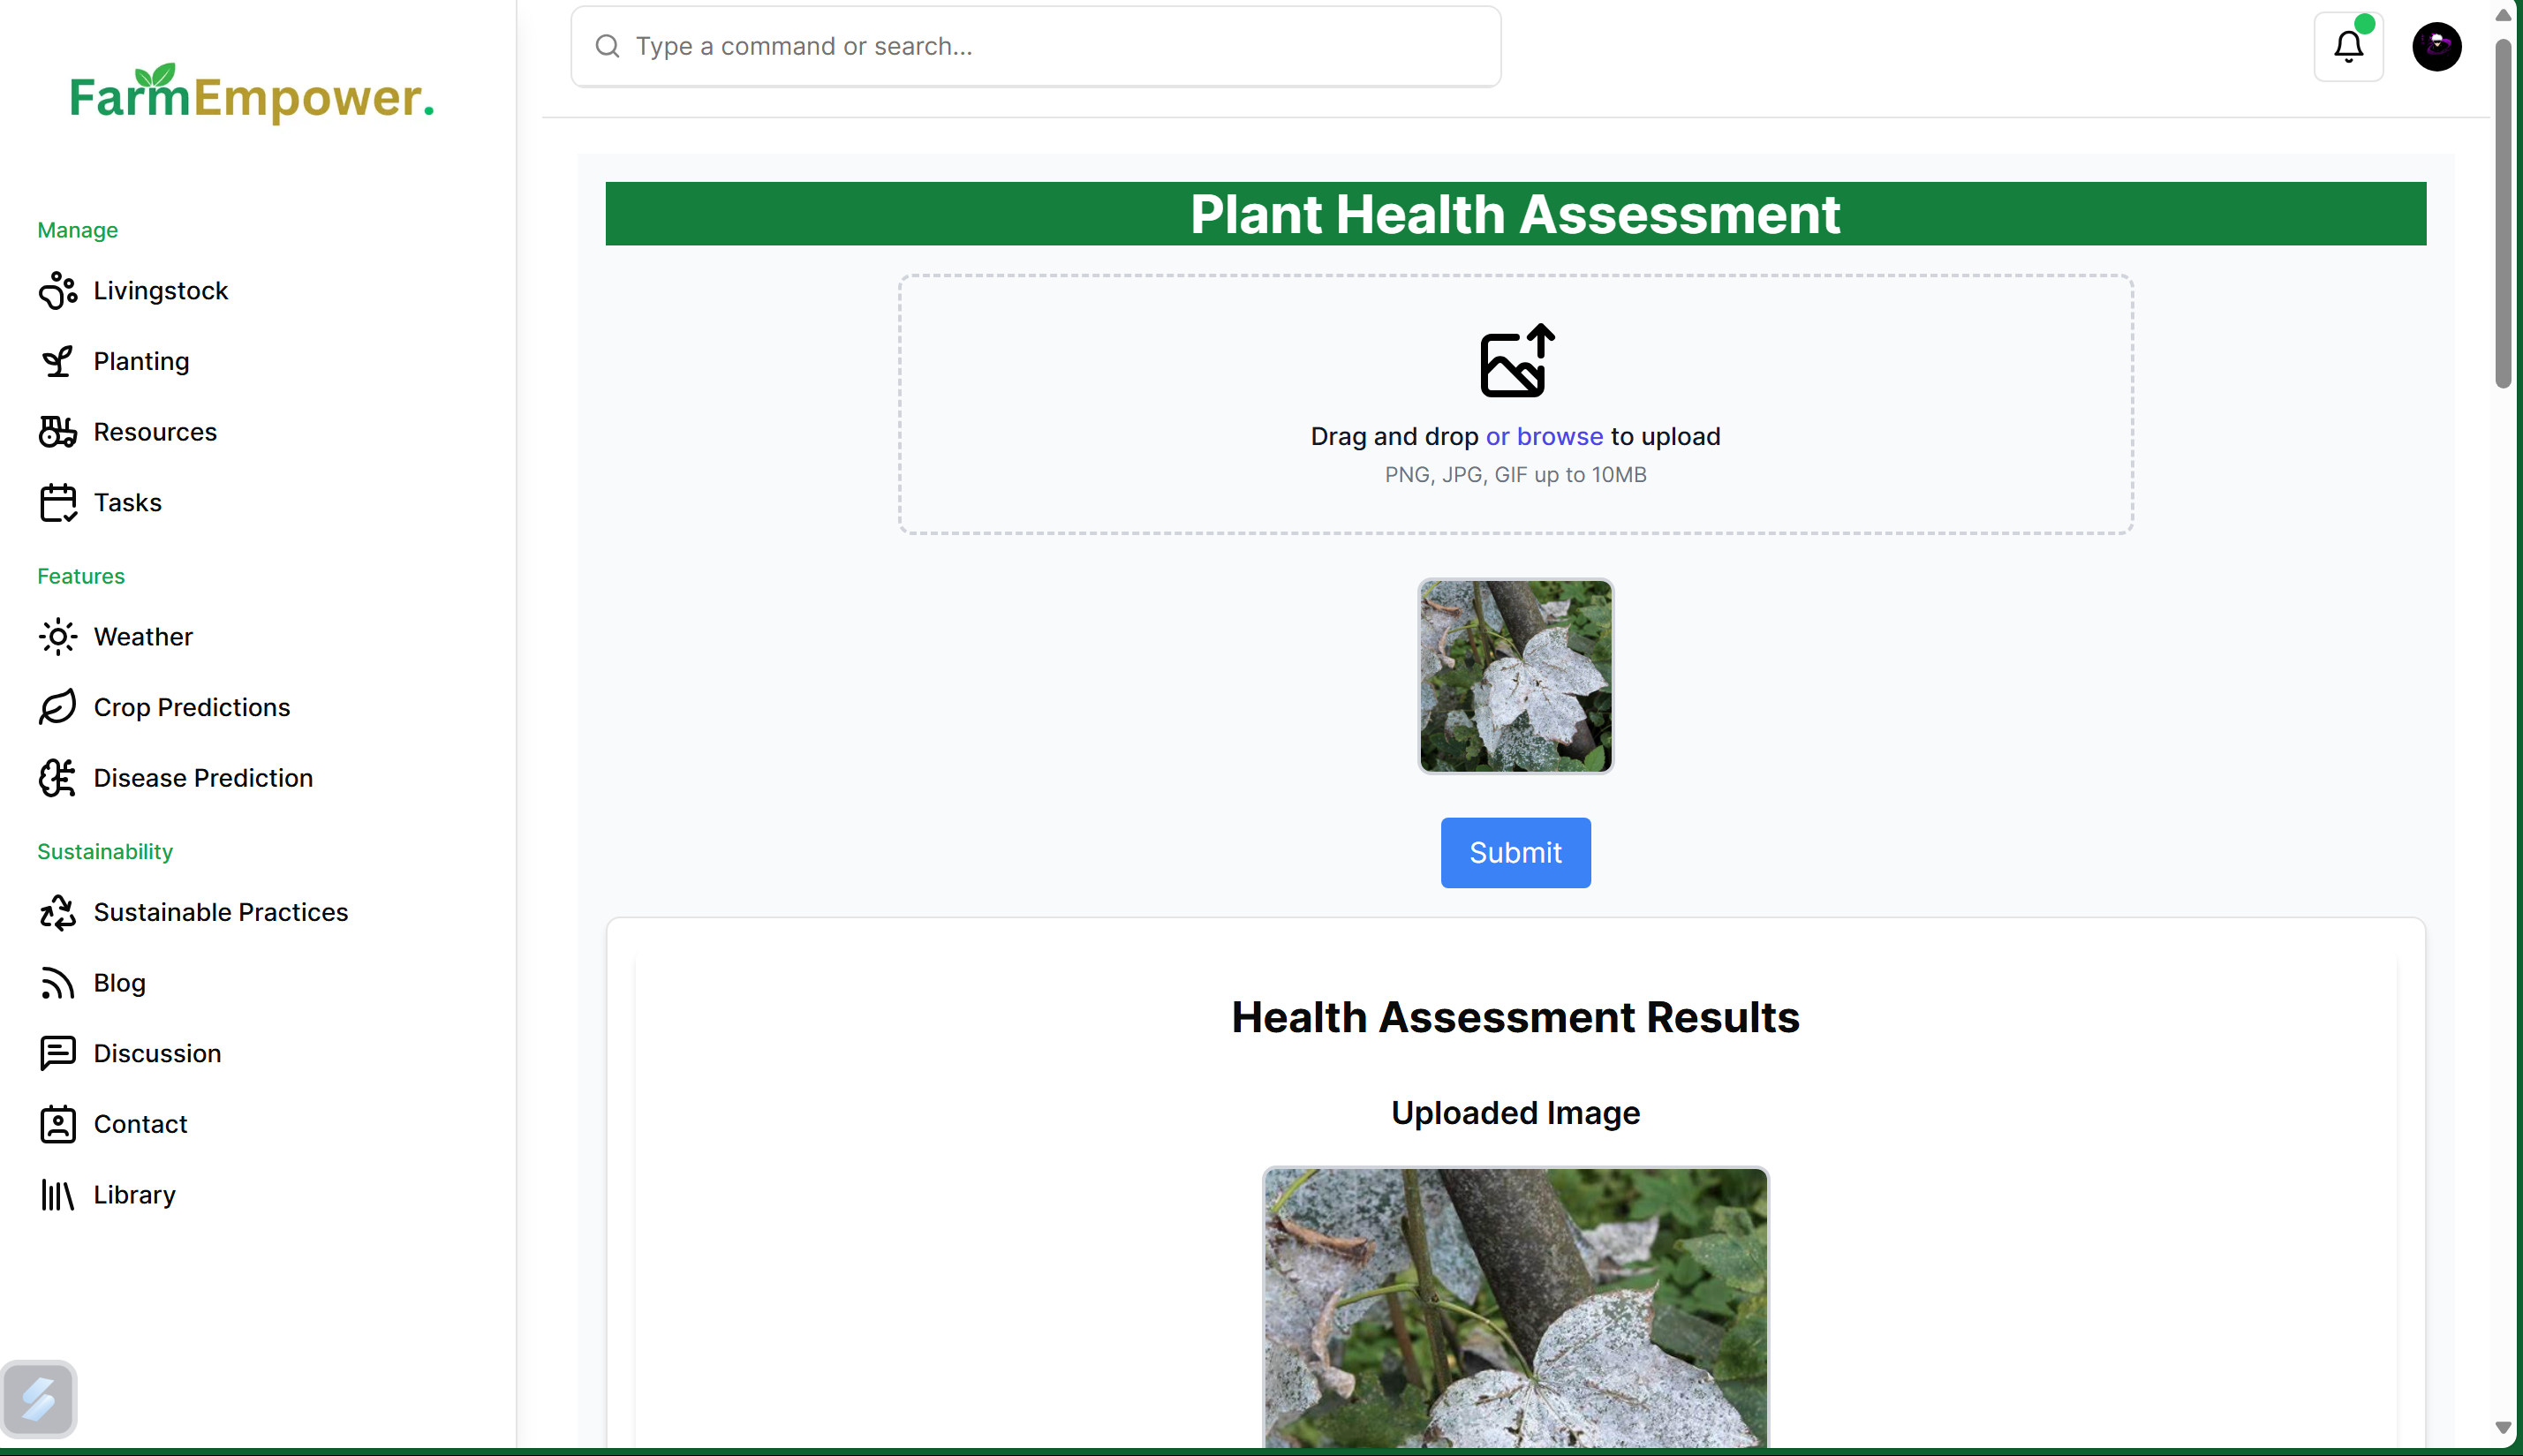 FarmEmpower.
Type a command or search...
Manage
Livingstock
Planting
Resources
Tasks
Features
Weather
Crop Predictions
Disease Prediction
Sustainability
Sustainable Practices
Blog
Discussion
Contact
Library
Plant Health Assessment
Drag and drop or browse to upload
PNG, JPG, GIF up to 10MB
Submit
Health Assessment Results
Uploaded Image